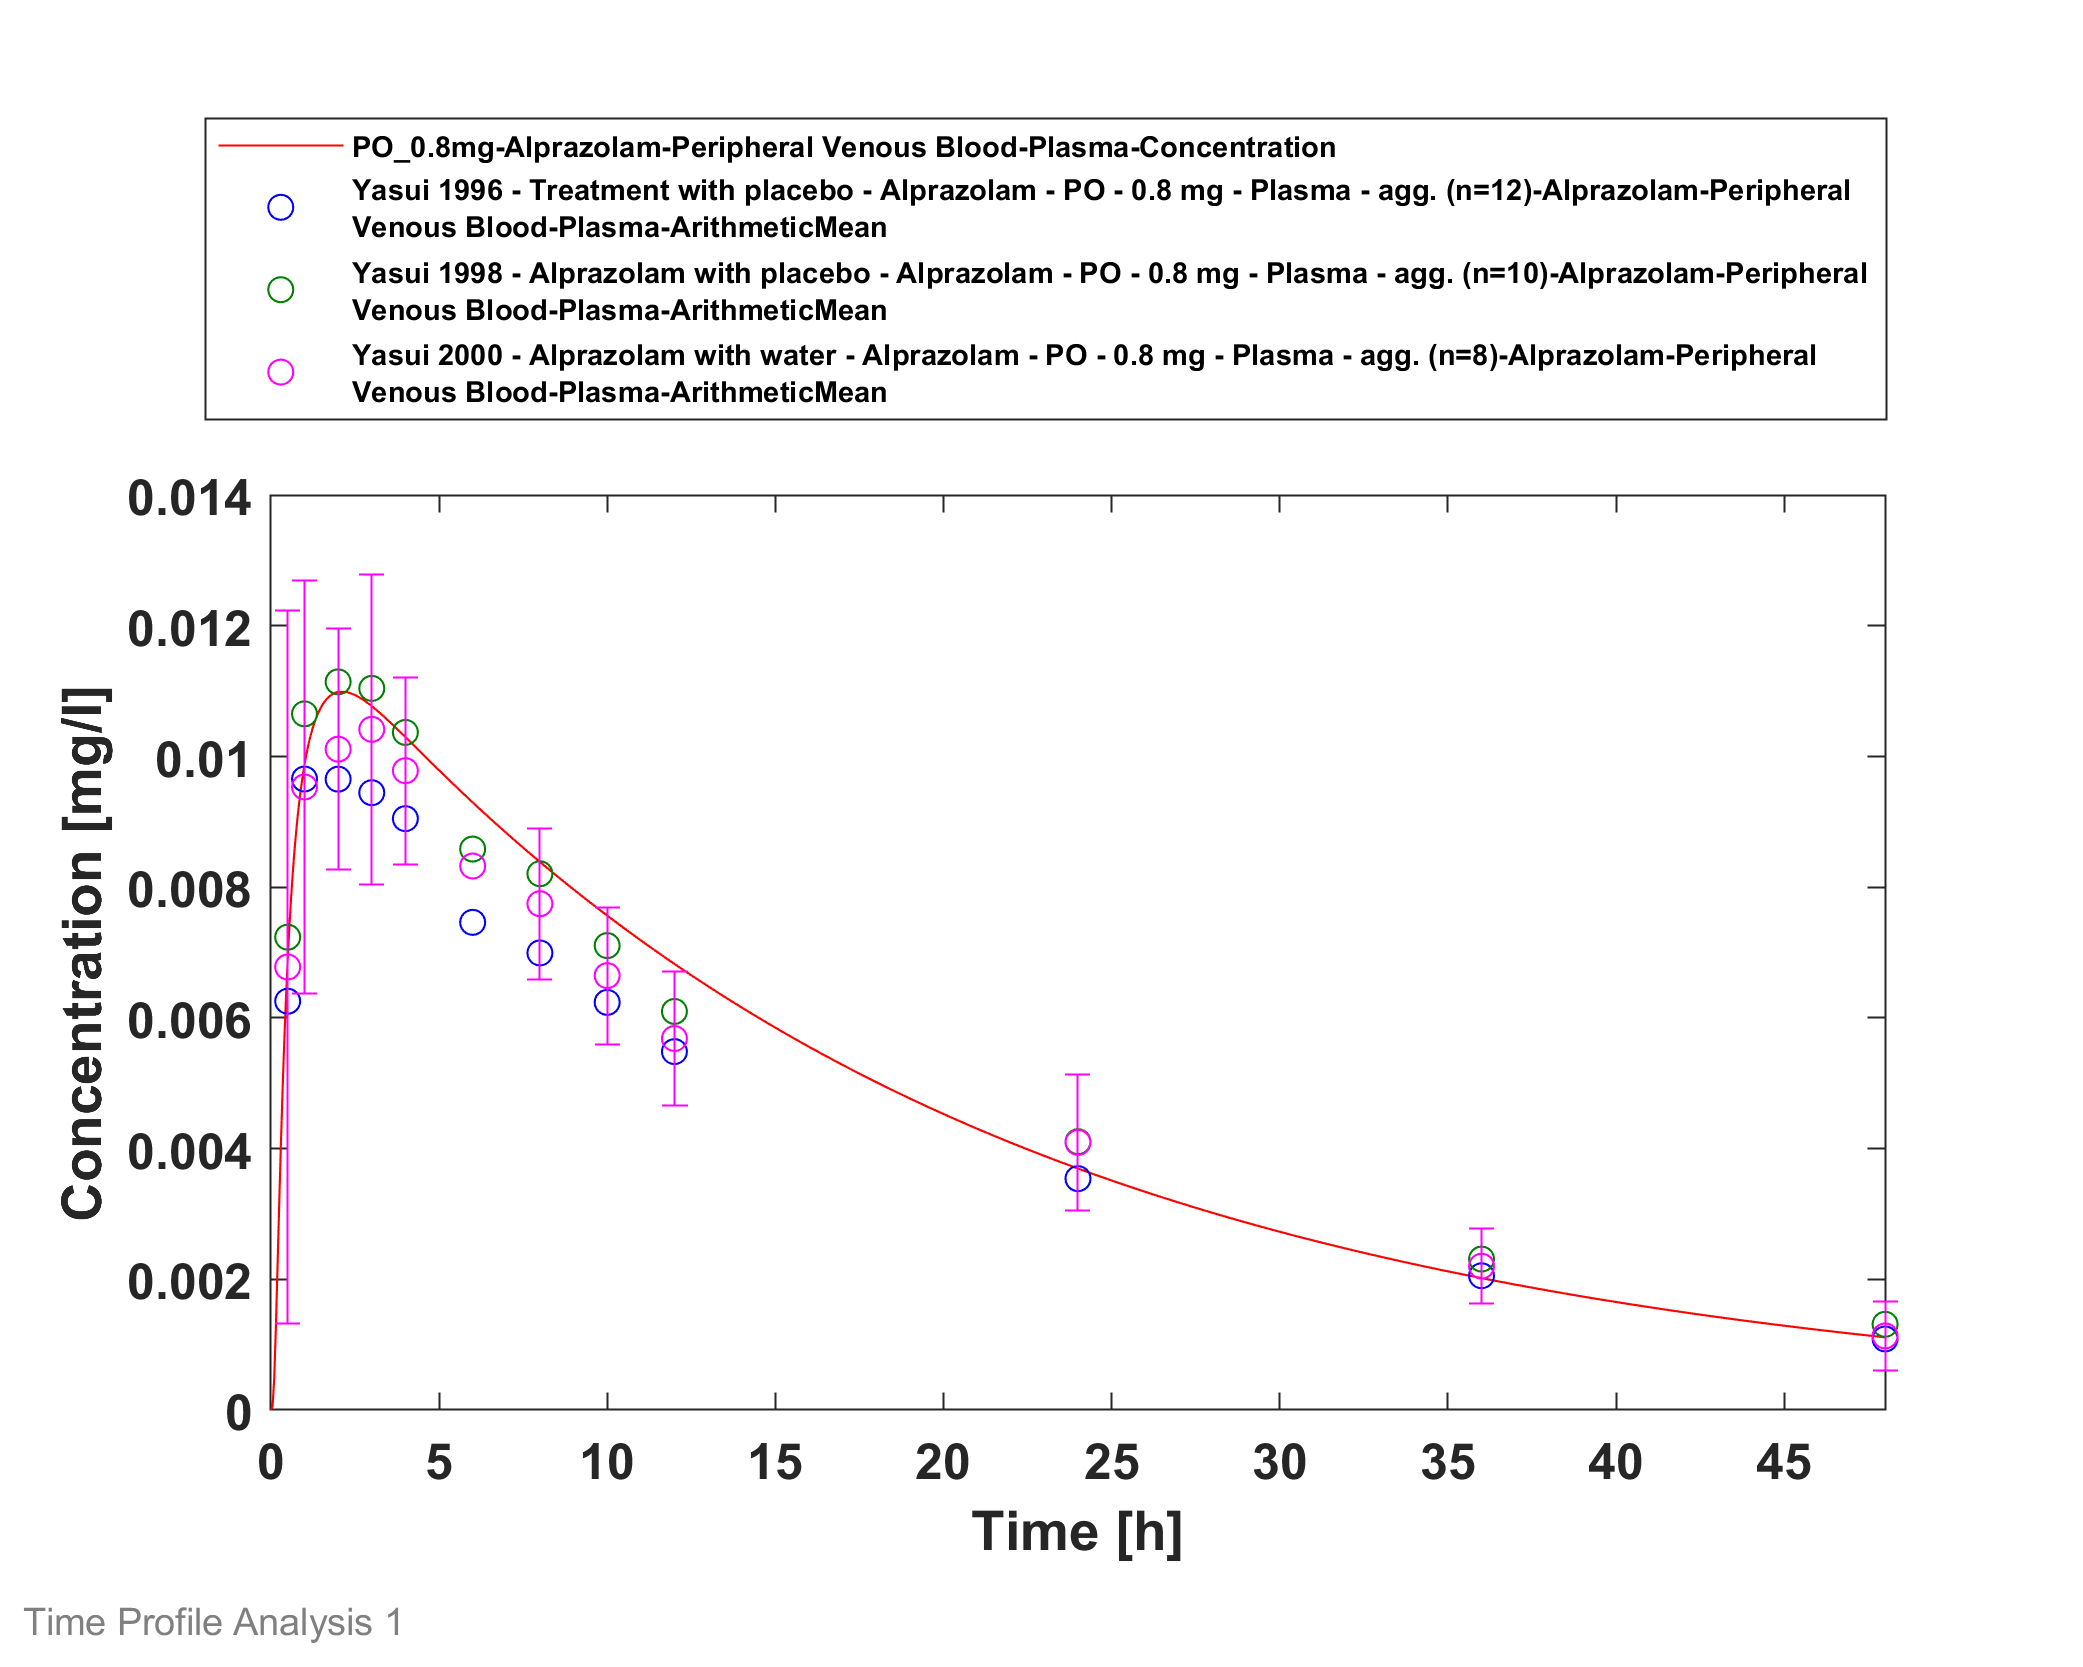 PO_0.8mg-Alprazolam-Peripheral Venous Blood-Plasma-Concentration
Yasui 1996 - Treatment with placebo - Alprazolam - PO - 0.8 mg - Plasma - agg. (n=12)-Alprazolam-Peripheral
Venous Blood-Plasma-ArithmeticMean
Yasui 1998 - Alprazolam with placebo - Alprazolam - PO - 0.8 mg - Plasma - agg. (n=10)-Alprazolam-Peripheral
Venous Blood-Plasma-ArithmeticMean
Yasui 2000 - Alprazolam with water - Alprazolam - PO - 0.8 mg - Plasma - agg. (n=8)-Alprazolam-Peripheral
Venous Blood-Plasma-ArithmeticMean
Concentration [mg/l]
0.014
0.012
0.01
0.008
0.006
0.004
0.002
0
0 5 10 15 20 25 30 35 40 45
Time [h]
Time Profile Analysis 1